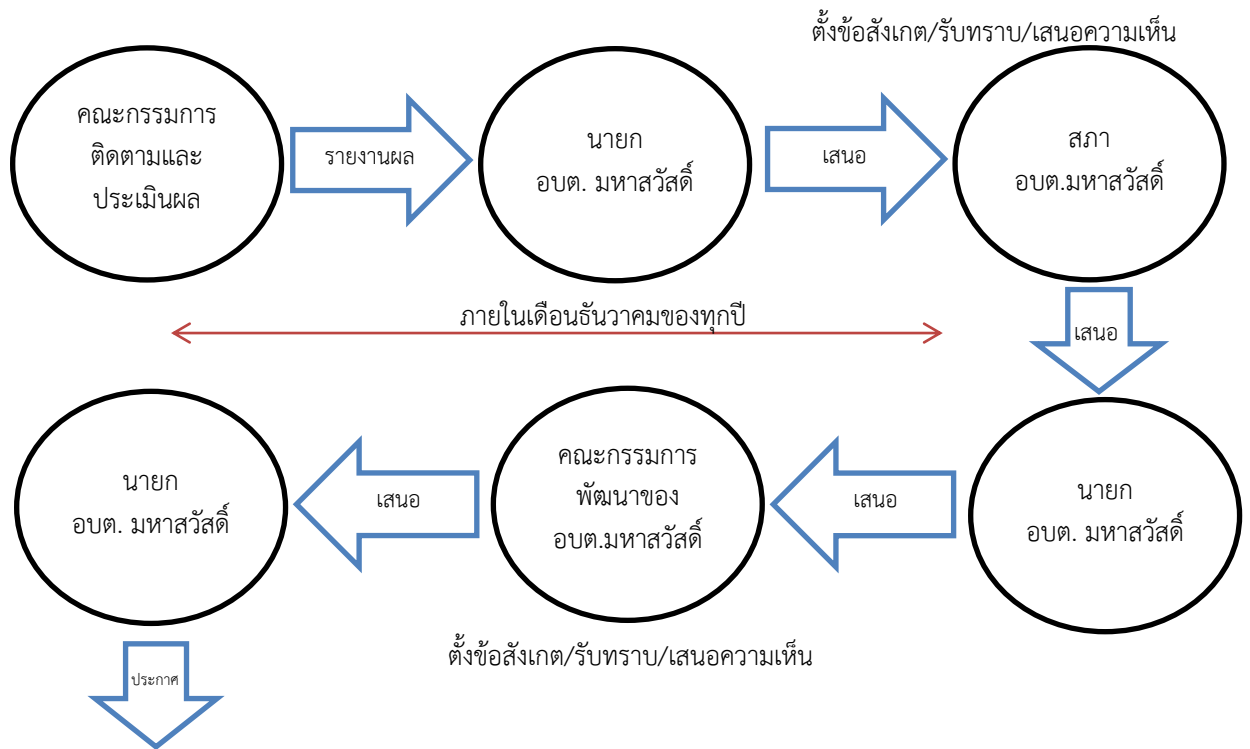 ตั้งข้อสังเกต/รับทราบ/เสนอความเห็น
คณะกรรมการ
ติดตามและ
ประเมินผล
รายงานผล
นายก
อบต. มหาสวัสดิ์
เสนอ
สภา
อบต.มหาสวัสดิ์
ภายในเดือนธันวาคมของทุกปี
เสนอ
นายก
อบต. มหาสวัสดิ์
เสนอ
คณะกรรมการ
พัฒนาของ
อบต.มหาสวัสดิ์
เสนอ
นายก
อบต. มหาสวัสดิ์
ตั้งข้อสังเกต/รับทราบ/เสนอความเห็น
ประกาศ